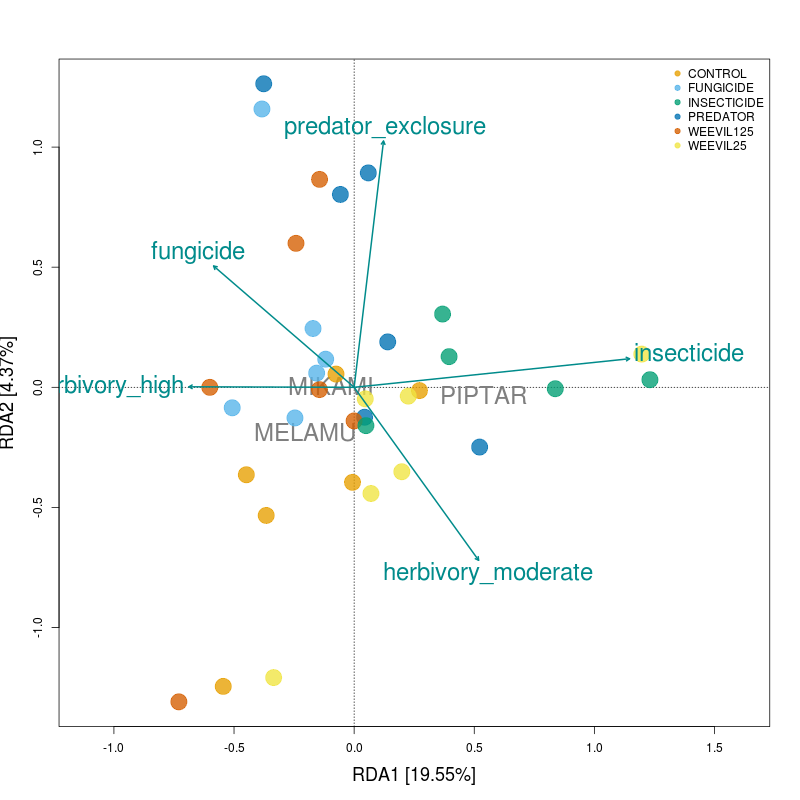 CONTROL
FUNGICIDE
INSECTICIDE
PREDATOR
WEEVIL125
WEEVIL25
predator_exclosure
fungicide
insecticide
rbivory_high
MIKAMI
PIPTAR
MELAMU
herbivory_moderate
1.0
0.5
0.0
-0.5
-1.0
RDA2 [4.37%]
-1.0
-0.5
0.0
0.5
1.0
1.5
RDA1 [19.55%]